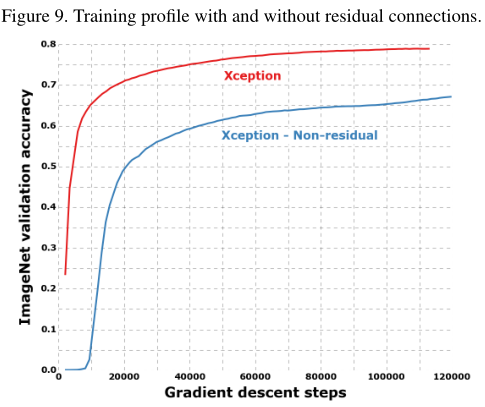 Figure 9. Training profile with and without residual connections.
0.8
Xception
0.7
0.6
Xception - Non-residual
0.5
0.4
0.3
0.2
0.1
0.0
ImageNet validation accuracy
0 20000 40000 60000 80000 100000 120000
Gradient descent steps